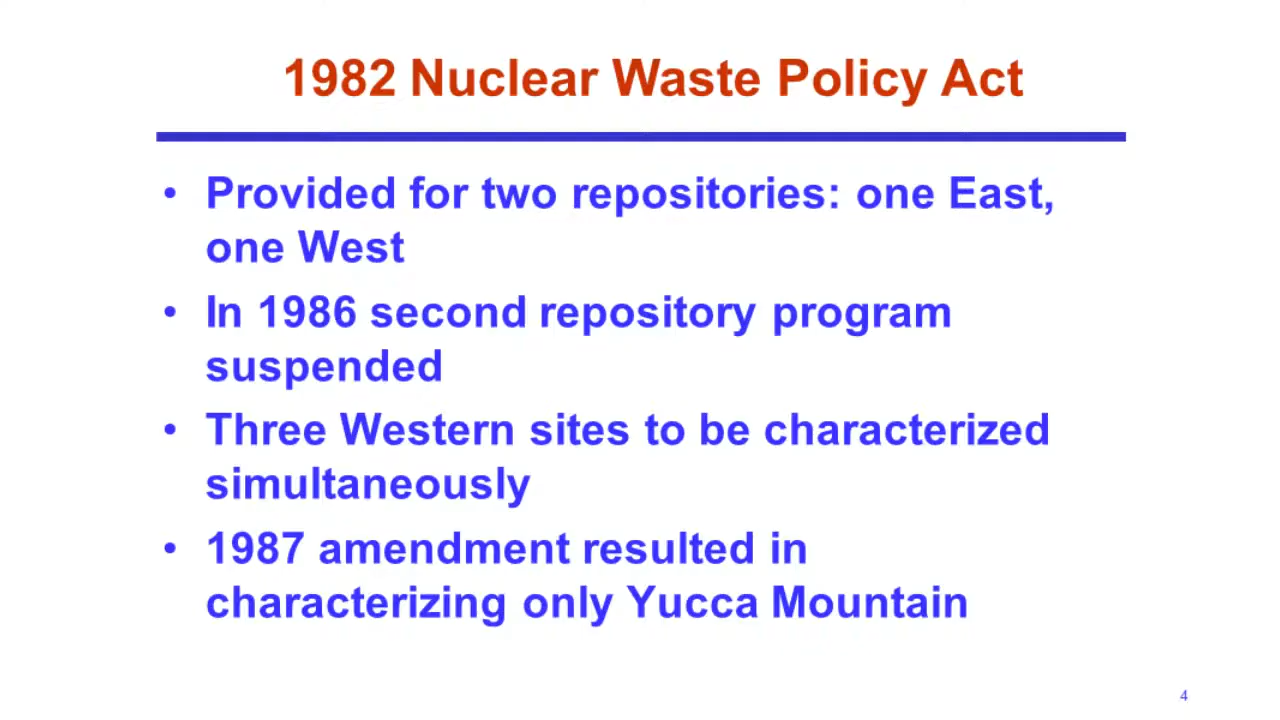 1982 Nuclear Waste Policy Act
• Provided for two repositories: one East,
one West
• In 1986 second repository program
suspended
• Three Western sites to be characterized
simultaneously
• 1987 amendment resulted in
characterizing only Yucca Mountain
4